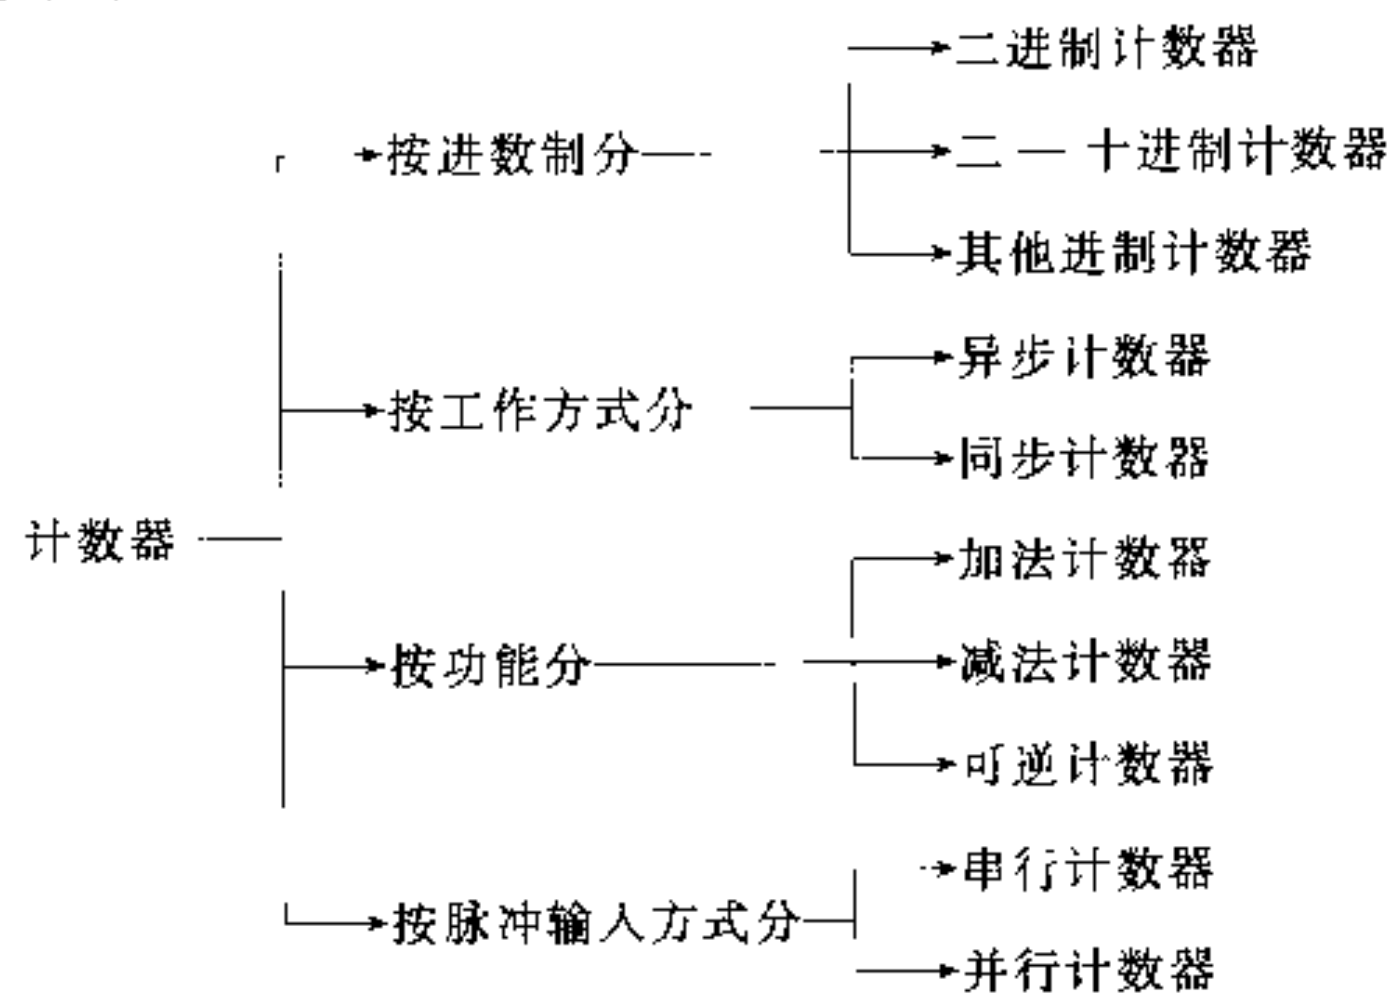 计数器
按进数制分
二进制计数器
二—十进制计数器
其他进制计数器
按工作方式分
异步计数器
同步计数器
按功能分
加法计数器
减法计数器
可逆计数器
按脉冲输人方式分
串行计数器
并行计数器